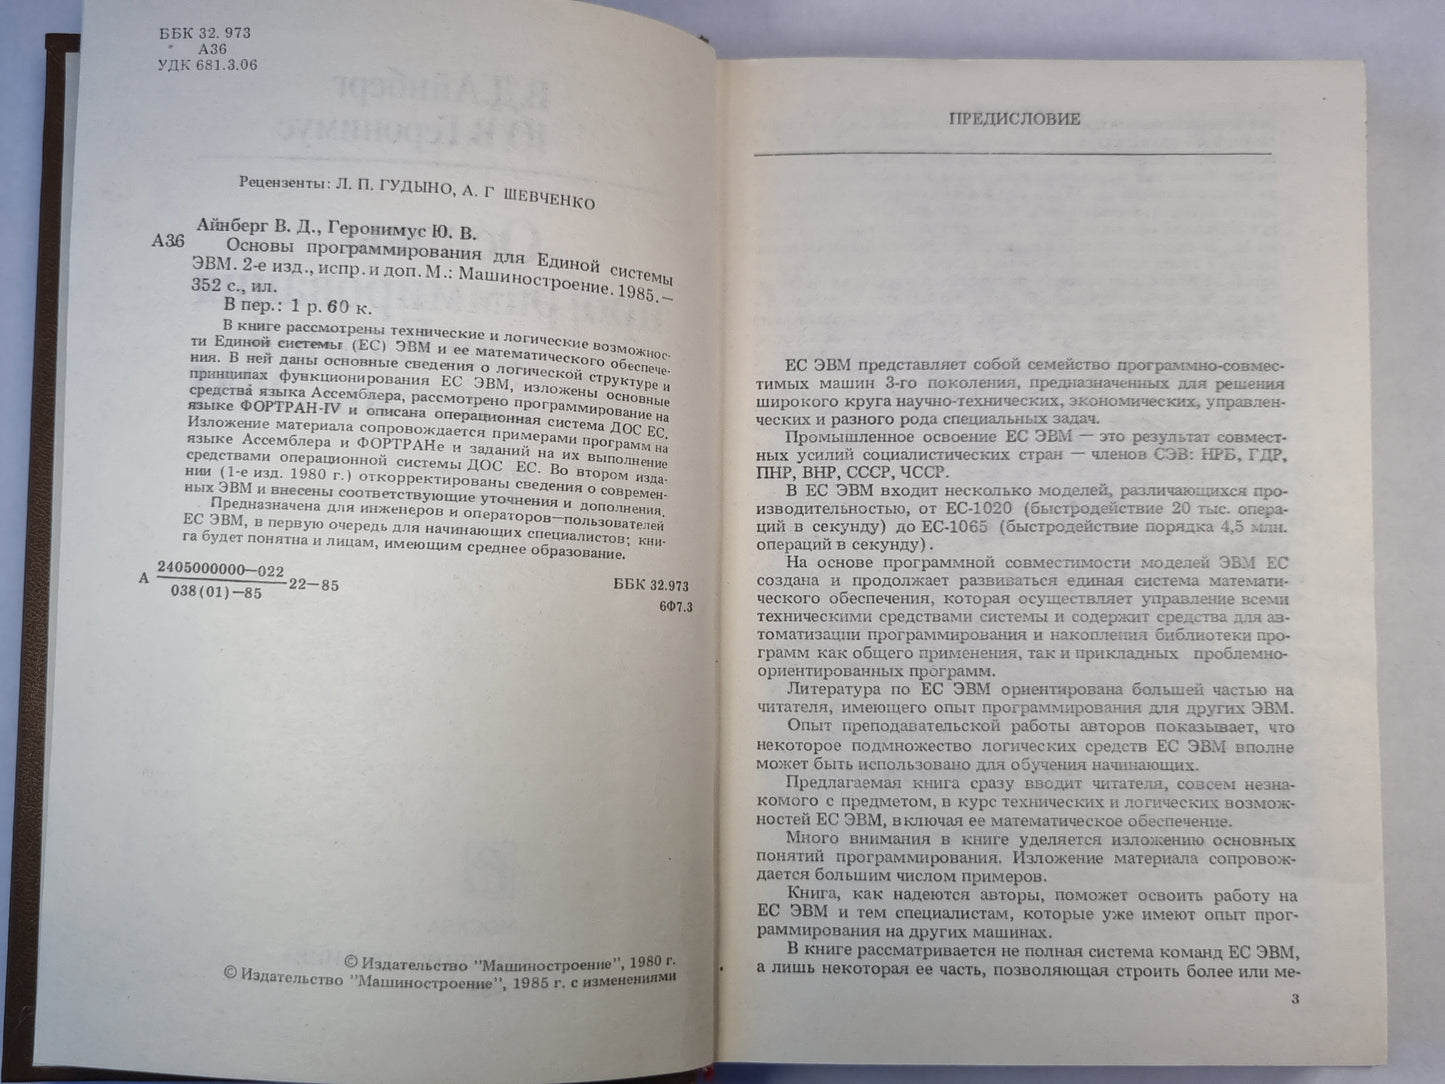 ББК 32. 973
А36
УДК 681.3.06
Рецензенты: Л. П. ГУДЫНО, А. Г ШЕВЧЕНКО
Айнберг В. Д., Геронимус Ю. В.
А36 Основы программирования для Единой системы
ЭВМ. 2-е изд., испр. и доп. М.: Машиностроение. 1985.—
352 с., ил.
В пер.: 1 р. 60 к.
В книге рассмотрены технические и логические возможнос-
ти Единой системы (ЕС) ЭВМ и ее математического обеспече-
ния. В ней даны основные сведения о логической структуре и
принципах функционирования ЕС ЭВМ, изложены основные
средства языка Ассемблера, рассмотрено программирование на
языке ФОРТРАН-IV и описана операционная система ДОС ЕС.
Изложение материала сопровождается примерами программ на
языке Ассемблера и ФОРТРАНе и заданий на их выполнение
средствами операционной системы ДОС ЕС. Во втором изда-
нии (1-е изд. 1980 г.) откорректированы сведения о современ-
ных ЭВМ и внесены соответствующие уточнения и дополнения.
Предназначена для инженеров и операторов—пользователей
ЕС ЭВМ, в первую очередь для начинающих специалистов; кни-
га будет понятна и лицам, имеющим среднее образование.
А 2405000000—022
038(01)—85 22—85
ББК 32.973
6Ф7.3
© Издательство "Машиностроение", 1980 г.
© Издательство "Машиностроение", 1985 г. с изменениями
ПРЕДИСЛОВИЕ
ЕС ЭВМ представляет собой семейство программно-совмес-
тимых машин 3-го поколения, предназначенных для решения
широкого круга научно-технических, экономических, управлен-
ческих и разного рода специальных задач.
Промышленное освоение ЕС ЭВМ — это результат совмест-
ных усилий социалистических стран — членов СЭВ: НРБ, ГДР,
ПНР, ВНР, СССР, ЧССР.
В ЕС ЭВМ входит несколько моделей, различающихся про-
изводительностью, от ЕС-1020 (быстродействие 20 тыс. опера-
ций в секунду) до ЕС-1065 (быстродействие порядка 4,5 млн.
операций в секунду).
На основе программной совместимости моделей ЭВМ ЕС
создана и продолжает развиваться единая система математи-
ческого обеспечения, которая осуществляет управление всеми
техническими средствами системы и содержит средства для ав-
томатизации программирования и накопления библиотеки про-
грамм как общего применения, так и прикладных проблемно-
ориентированных программ.
Литература по ЕС ЭВМ ориентирована большей частью на
читателя, имеющего опыт программирования для других ЭВМ.
Опыт преподавательской работы авторов показывает, что
некоторое подмножество логических средств ЕС ЭВМ вполне
может быть использовано для обучения начинающих.
Предлагаемая книга сразу вводит читателя, совсем незна-
комого с предметом, в курс технических и логических возмож-
ностей ЕС ЭВМ, включая ее математическое обеспечение.
Много внимания в книге уделяется изложению основных
понятий программирования. Изложение материала сопровож-
дается большим числом примеров.
Книга, как надеются авторы, поможет освоить работу на
ЕС ЭВМ и тем специалистам, которые уже имеют опыт прог-
раммирования на других машинах.
В книге рассматривается не полная система команд ЕС ЭВМ,
а лишь некоторая ее часть, позволяющая строить более или ме-
3